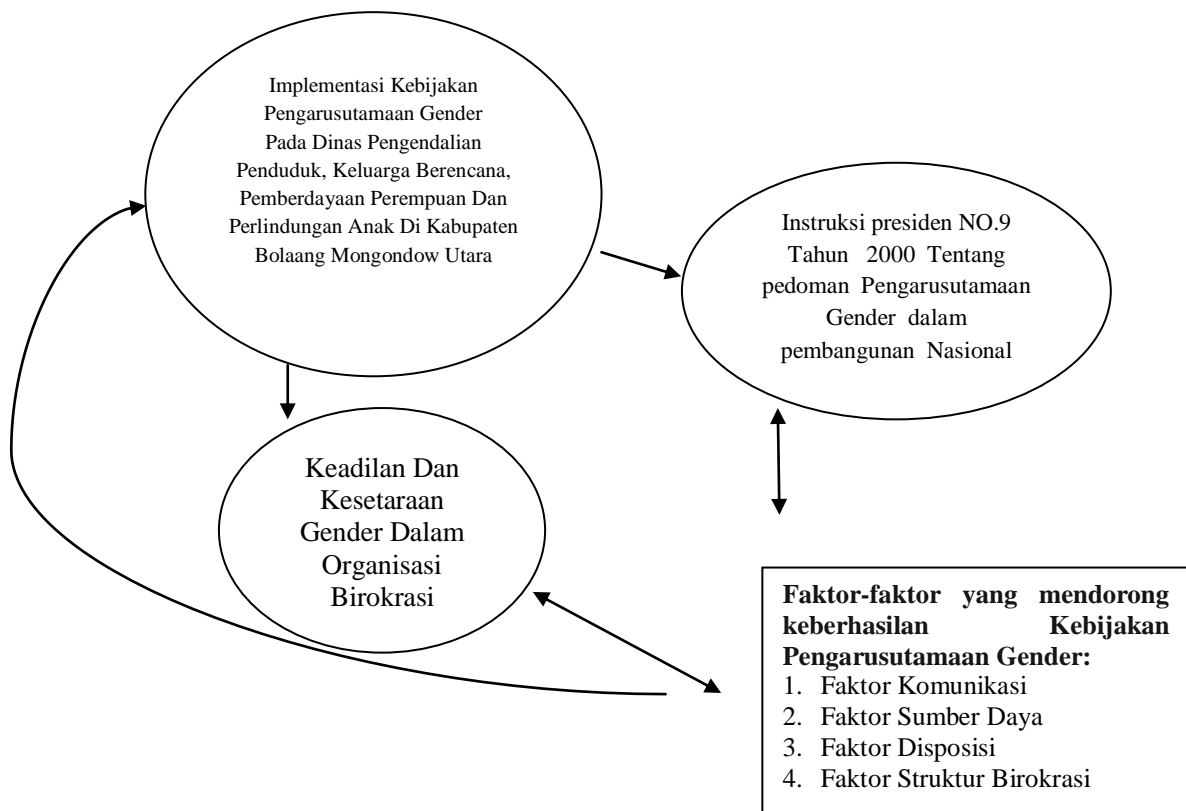 Implementasi Kebijakan
Pengarusutamaan Gender
Pada Dinas Pengendalian
Penduduk, Keluarga Berencana,
Pemberdayaan Perempuan Dan
Perlindungan Anak Di Kabupaten
Bolaang Mongondow Utara
Instruksi presiden NO.9
Tahun 2000 Tentang
pedoman Pengarusutamaan
Gender dalam
pembangunan Nasional
Keadilan Dan
Kesetaraan
Gender Dalam
Organisasi
Birokrasi
Faktor-faktor yang mendorong
keberhasilan Kebijakan
Pengarusutamaan Gender:
1. Faktor Komunikasi
2. Faktor Sumber Daya
3. Faktor Disposisi
4. Faktor Struktur Birokrasi